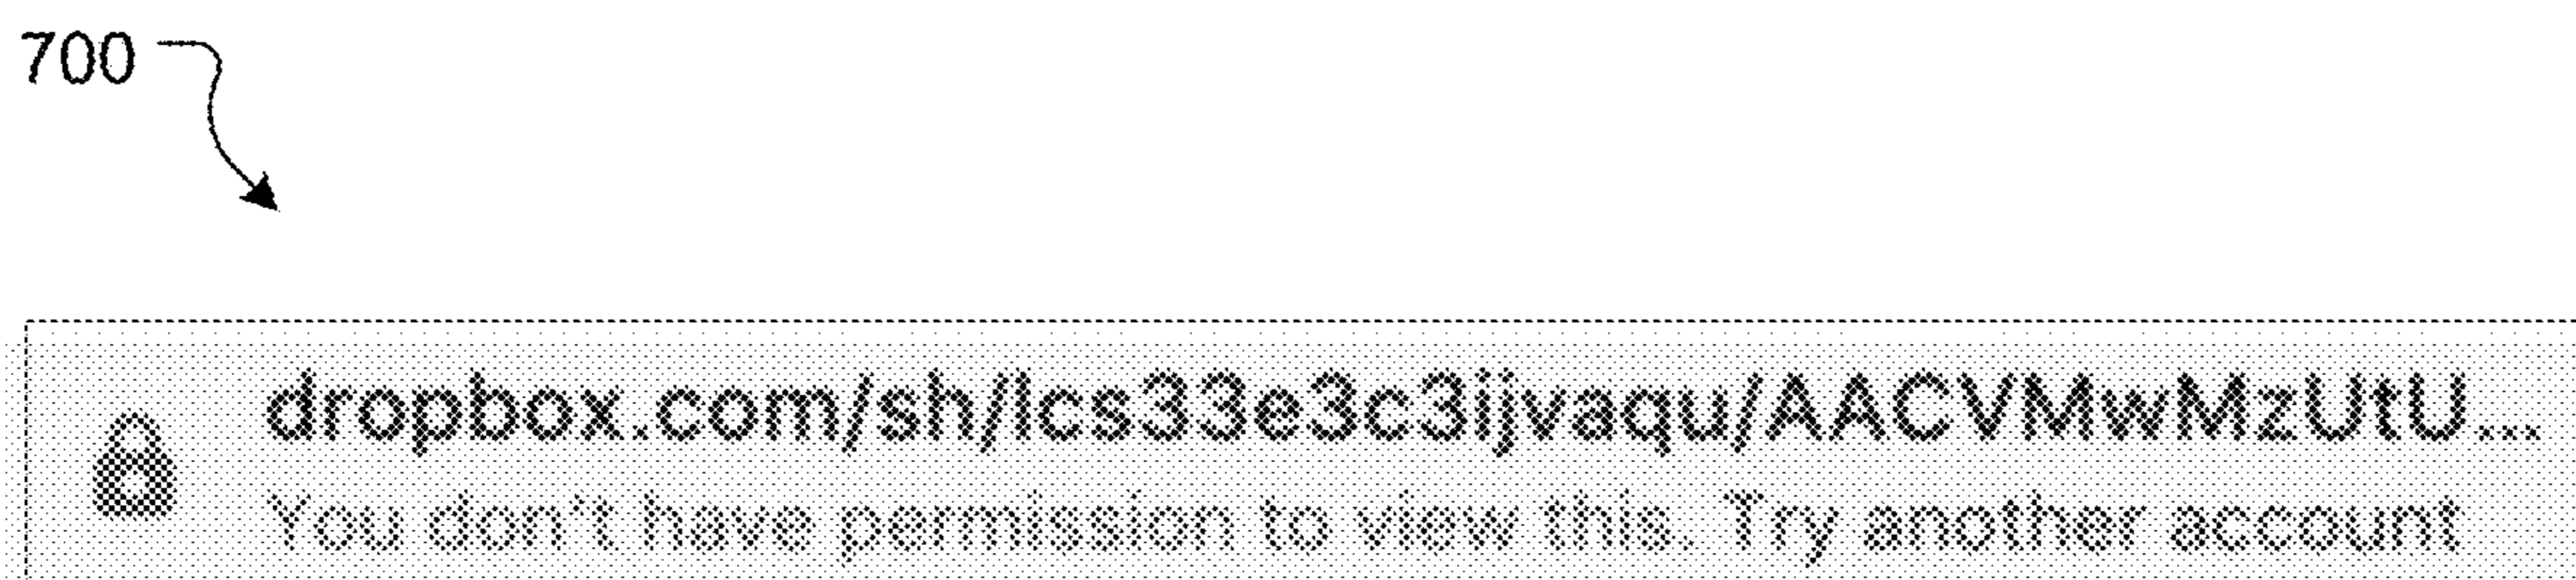 700
dropbox.com/sh/lcs33e3c3ijvaqu/AACVMwMzUtU...
You don't have permission to view this. Try another account